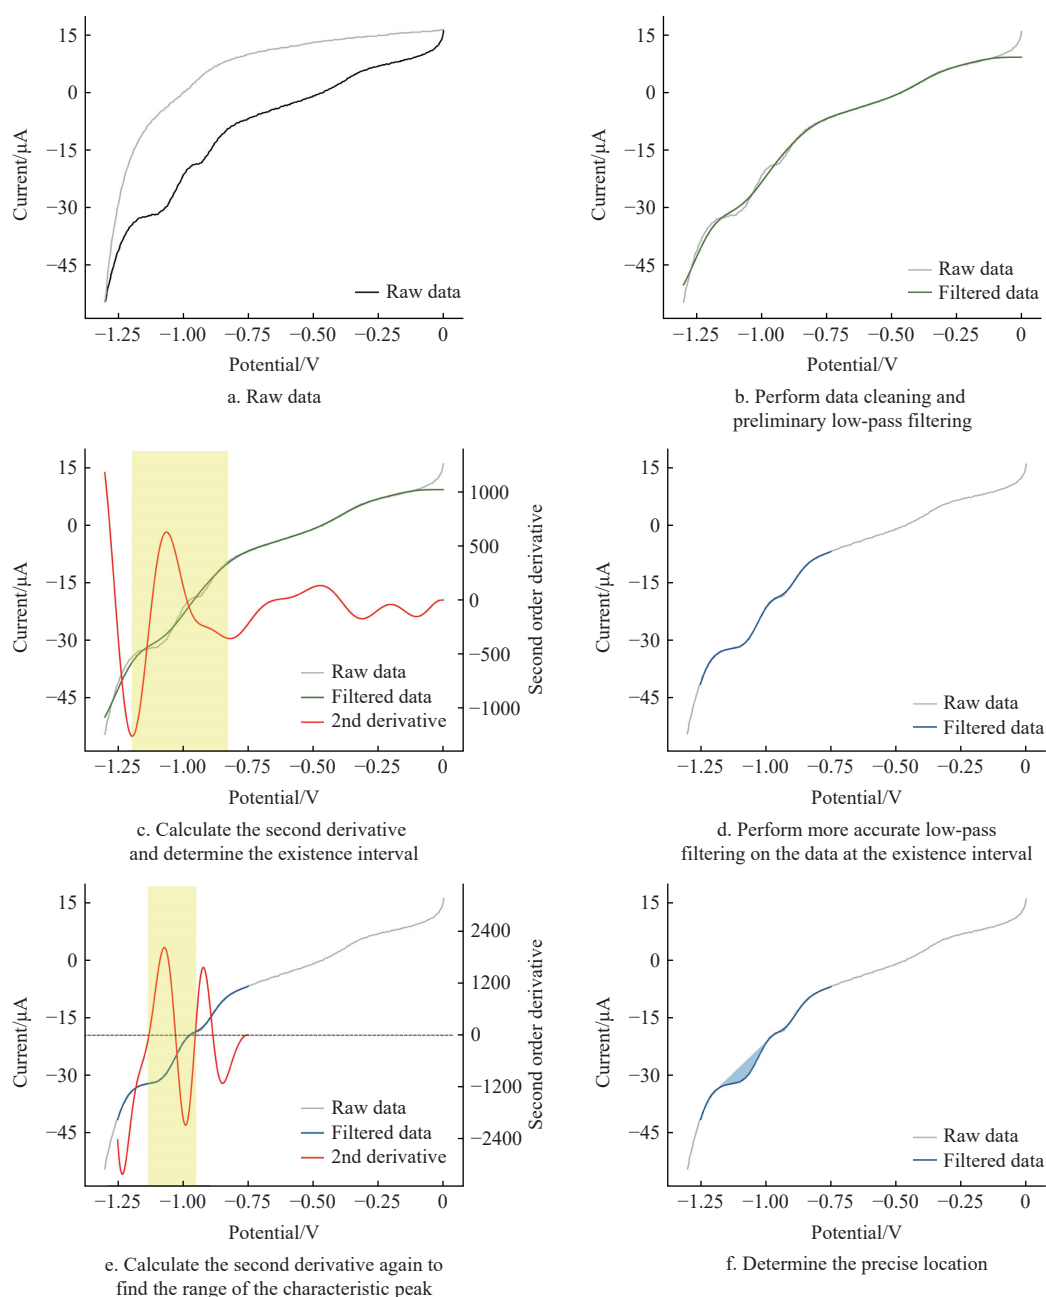 15
0
−15
−30
−45
Current/μA
Raw data
−1.25
−1.00
−0.75
−0.50
−0.25
0
Potential/V
a. Raw data
15
0
−15
−30
−45
Current/μA
Raw data
Filtered data
−1.25
−1.00
−0.75
−0.50
−0.25
0
Potential/V
b. Perform data cleaning and
preliminary low-pass filtering
15
0
−15
−30
−45
Current/μA
1000
500
0
−500
−1000
Second order derivative
Raw data
Filtered data
2nd derivative
−1.25
−1.00
−0.50
−0.50
−0.25
0
Potential/V
c. Calculate the second derivative
and determine the existence interval
15
0
−15
−30
−45
Current/μA
Raw data
Filtered data
−1.25
−1.00
−0.75
−0.50
−0.25
0
Potential/V
d. Perform more accurate low-pass
filtering on the data at the existence interval
15
0
−15
−30
−45
Current/μA
2400
1200
0
−1200
−2400
Second order derivative
Raw data
Filtered data
2nd derivative
−1.25
−1.00
−0.75
−0.50
−0.25
0
Potential/V
e. Calculate the second derivative again to
find the range of the characteristic peak
15
0
−15
−30
−45
Current/μA
Raw data
Filtered data
−1.25
−1.00
−0.75
−0.50
−0.25
0
Potential/V
f. Determine the precise location